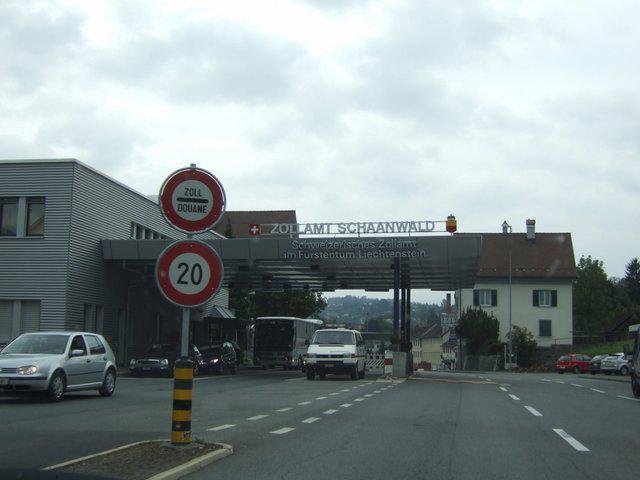 ZOLL
DOUANE
20
ZOLLAMT SCHAANWALD
Schweizerisches Zollamt
im Fürstentum Liechtenstein